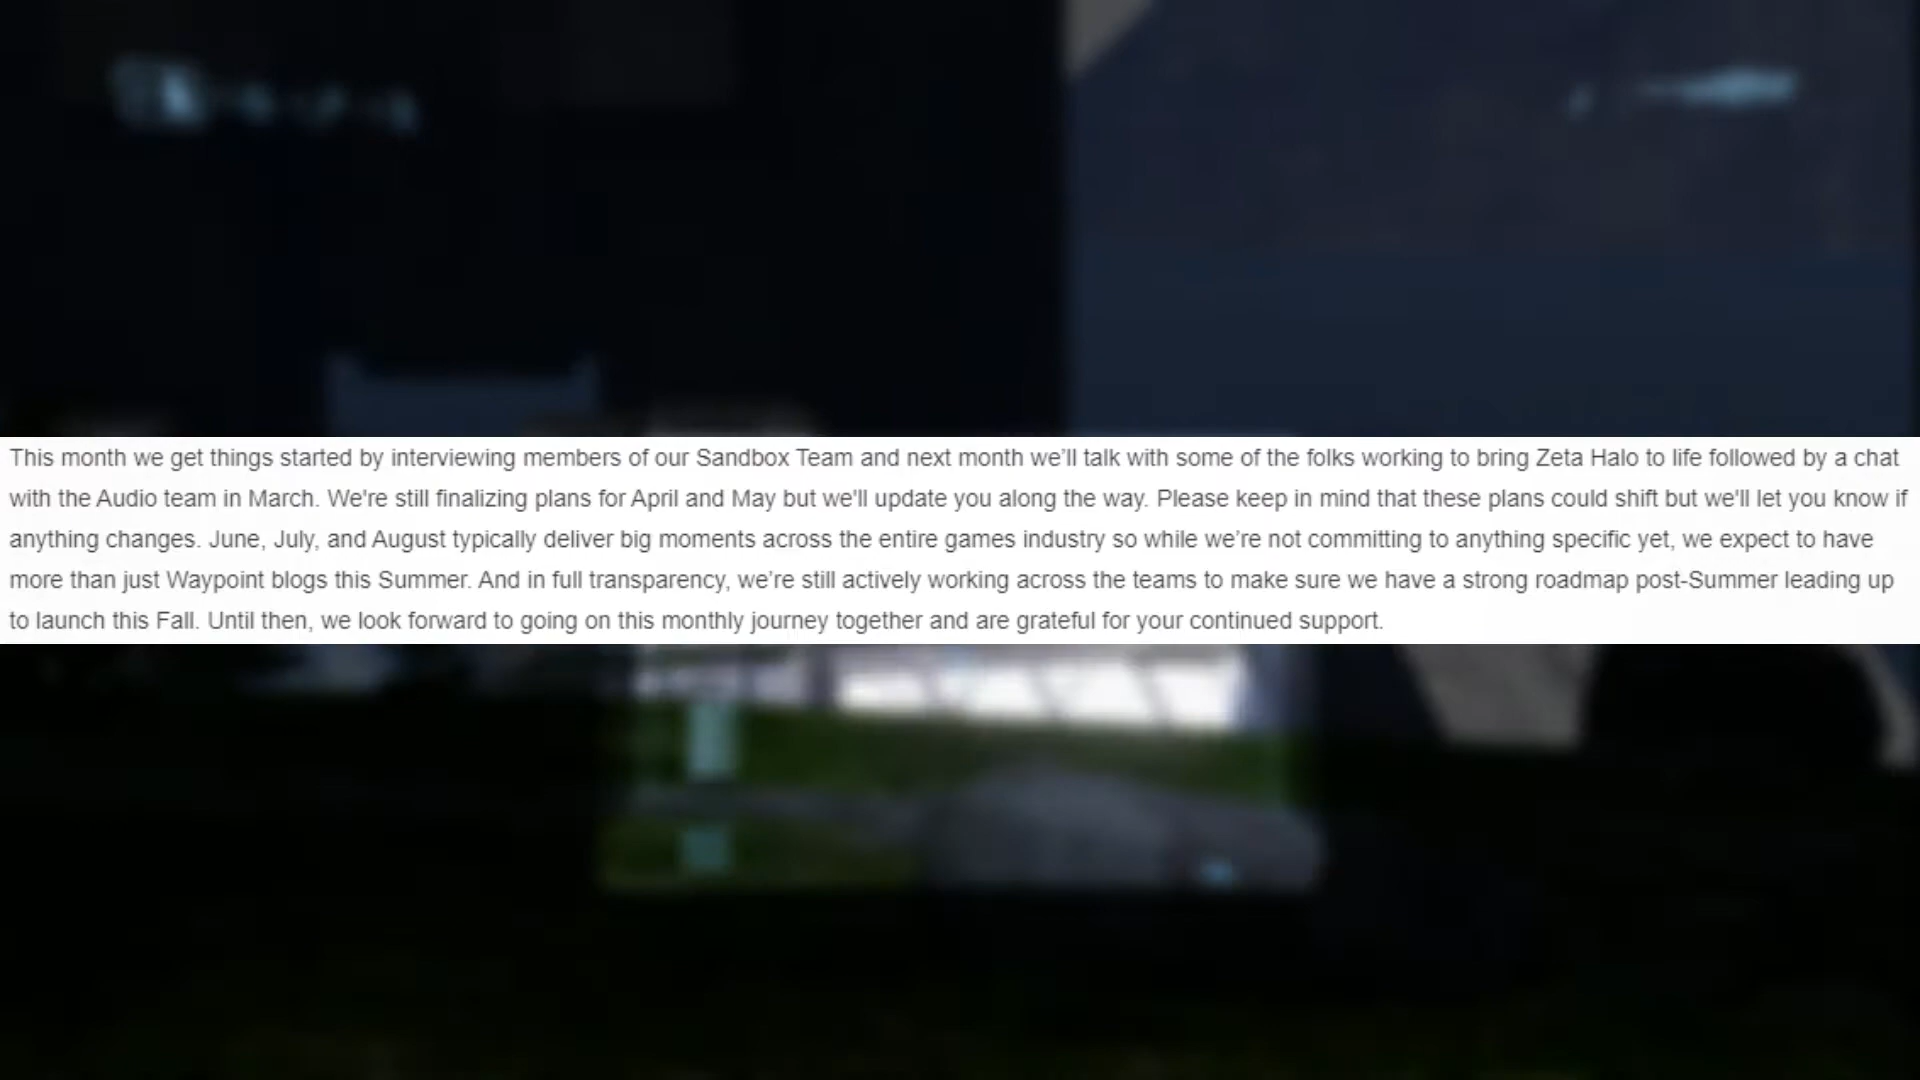 This month we get things started by interviewing members of our Sandbox Team and next month we’ll talk with some of the folks working to bring Zeta Halo to life followed by a chat
with the Audio team in March. We're still finalizing plans for April and May but we'll update you along the way. Please keep in mind that these plans could shift but we'll let you know if
anything changes. June, July, and August typically deliver big moments across the entire games industry so while we’re not committing to anything specific yet, we expect to have
more than just Waypoint blogs this Summer. And in full transparency, we’re still actively working across the teams to make sure we have a strong roadmap post-Summer leading up
to launch this Fall. Until then, we look forward to going on this monthly journey together and are grateful for your continued support.